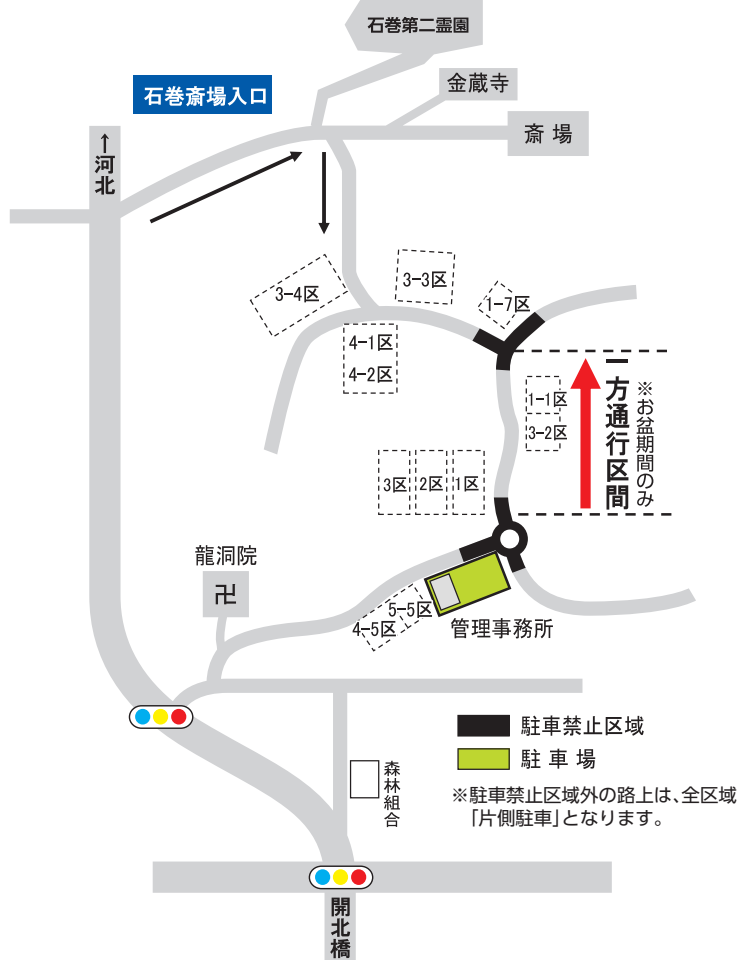 石巻第二霊園
金蔵寺
石巻斎場入口
斎場
↑河北
3-3区
3-4区
1-7区
4-1区
4-2区
1-1区
3-2区
一方通行区間
※お盆期間のみ
3区
2区
1区
龍洞院
卍
5-5区
4-5区
管理事務所
駐車禁止区域
駐車場
森林組合
※駐車禁止区域外の路上は、全区域
「片側駐車」となります。
開北橋